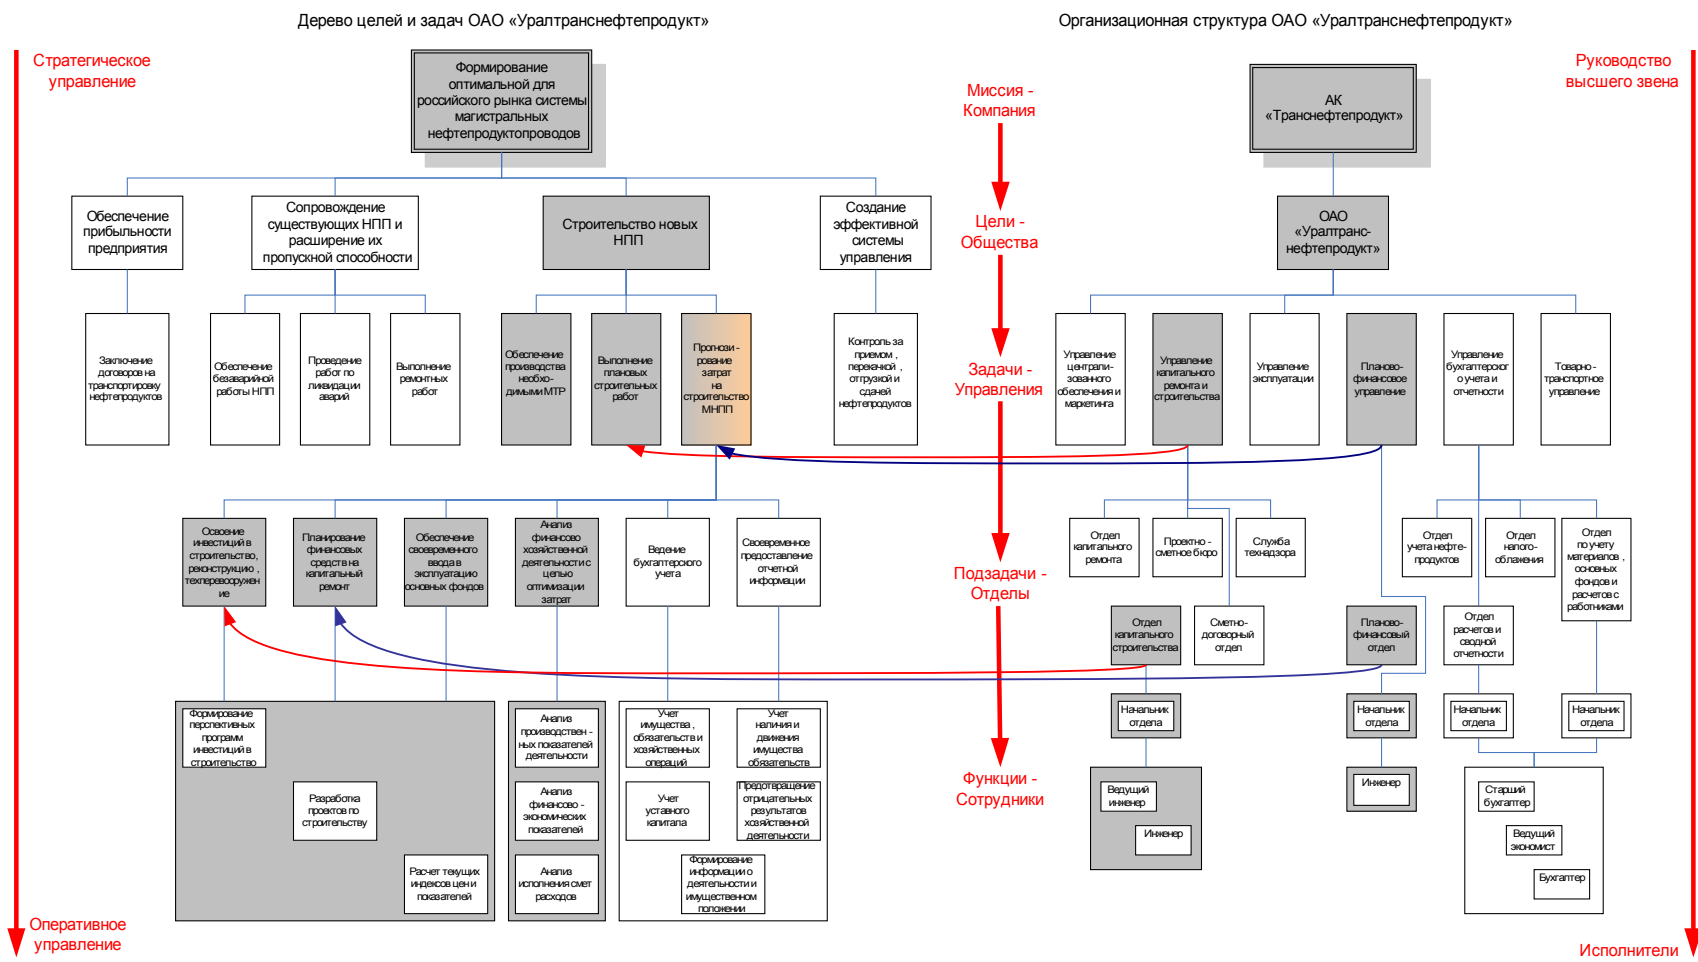 Дерево целей и задач ОАО «Уралтранснефтепродукт»
Организационная структура ОАО «Уралтранснефтепродукт»
Стратегическое
управление
Формирование
оптимальной для
российского рынка системы
магистральных
нефтепродуктопроводов
Миссия -
Компания
АК
«Транснефтепродукт»
Руководство
высшего звена
Обеспечение
прибыльности
предприятия
Сопровождение
существующих НПП и
расширение их
пропускной способности
Строительство новых
НПП
Создание
эффективной
системы
управления
Цели -
Общества
ОАО
«Уралтранс-
нефтепродукт»
Заключение
договоров на
транспортировку
нефтепродуктов
Обеспечение
безаварийной
работы НПП
Проведение
работ по
ликвидации
аварий
Выполнение
ремонтных
работ
Обеспечение
производства
необхо-
димыми МТР
Выполнение
плановых
строительных
работ
Прогнози -
рование
затрат
на
строительство
МНПП
Контроль за
приемом ,
перекачкой ,
отгрузкой и
сдачей
нефтепродуктов
Задачи -
Управления
Управление
централи-
зованного
обеспечения и
маркетинга
Управление
капитального
ремонта и
строительства
Управление
эксплуатации
Планово-
финансовое
управление
Управление
бухгалтерског
о учета и
отчетности
Товарно -
транспортное
управление
Освоение
инвестиций в
строительство,
реконструкцию ,
техперевооружен
ие
Планирование
финансовых
средств на
капитальный
ремонт
Обеспечение
своевременного
ввода в
эксплуатацию
основных фондов
Анализ
финансово
хозяйственной
деятельности с
целью
оптимизации
затрат
Ведение
бухгалтерского
учета
Своевременное
предоставление
отчетной
информации
Подзадачи -
Отделы
Отдел
капитального
ремонта
Проектно -
сметное бюро
Служба
технадзора
Отдел
учета нефте-
продуктов
Отдел
налого-
обложения
Отдел
по учету
материалов ,
основных
фондов и
расчетов с
работниками
Отдел
капитального
строительства
Сметно-
договорный
отдел
Планово-
финансовый
отдел
Отдел
расчетов и
сводной
отчетности
Начальник
отдела
Начальник
отдела
Начальник
отдела
Начальник
отдела
Формирование
перспективных
программ
инвестиций в
строительство
Разработка
проектов по
строительству
Расчет текущих
индексов цен и
показателей
Анализ
производствен -
ных показателей
деятельности
Анализ
финансово -
экономических
показателей
Анализ
исполнения смет
расходов
Учет
имущества ,
обязательств и
хозяйственных
операций
Учет
наличия и
движения
имущества
обязательств
Учет
уставного
капитала
Предотвращение
отрицательных
результатов
хозяйственной
деятельности
Формирование
информации о
деятельности и
имущественном
положении
Функции -
Сотрудники
Ведущий
инженер
Инженер
Инженер
Старший
бухгалтер
Ведущий
экономист
Бухгалтер
Оперативное
управление
Исполнители